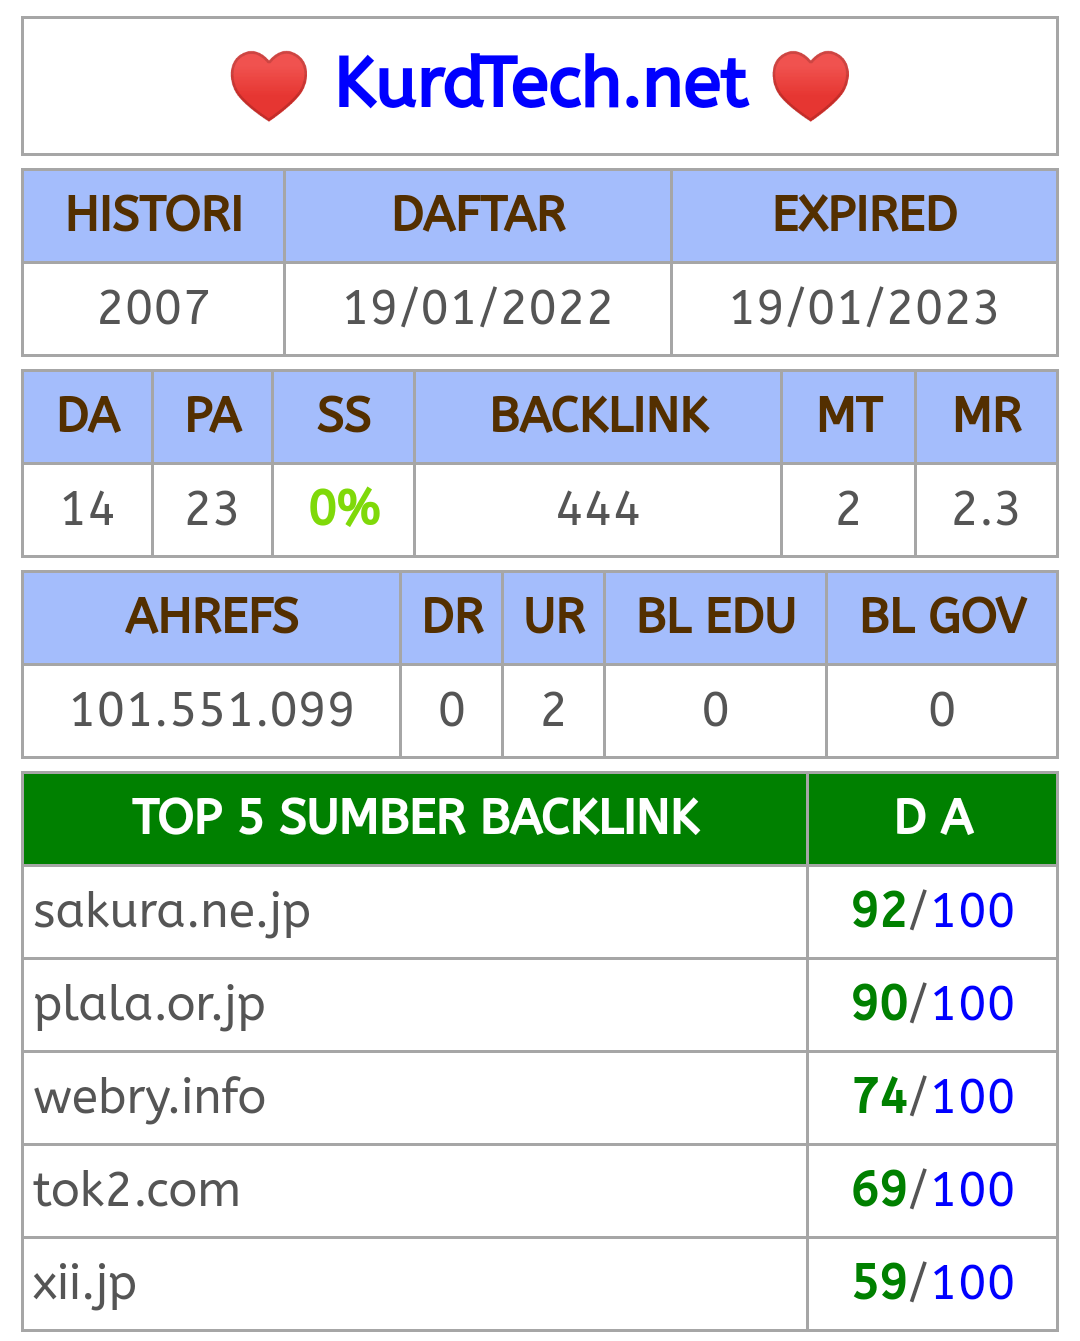 ❤️ KurdTech.net ❤️
HISTORI DAFTAR EXPIRED
2007 19/01/2022 19/01/2023
DA PA SS BACKLINK MT MR
14 23 0% 444 2 2.3
AHREFS DR UR BL EDU BL GOV
101.551.099 0 2 0 0
TOP 5 SUMBER BACKLINK D A
sakura.ne.jp 92/100
plala.or.jp 90/100
webry.info 74/100
tok2.com 69/100
xii.jp 59/100